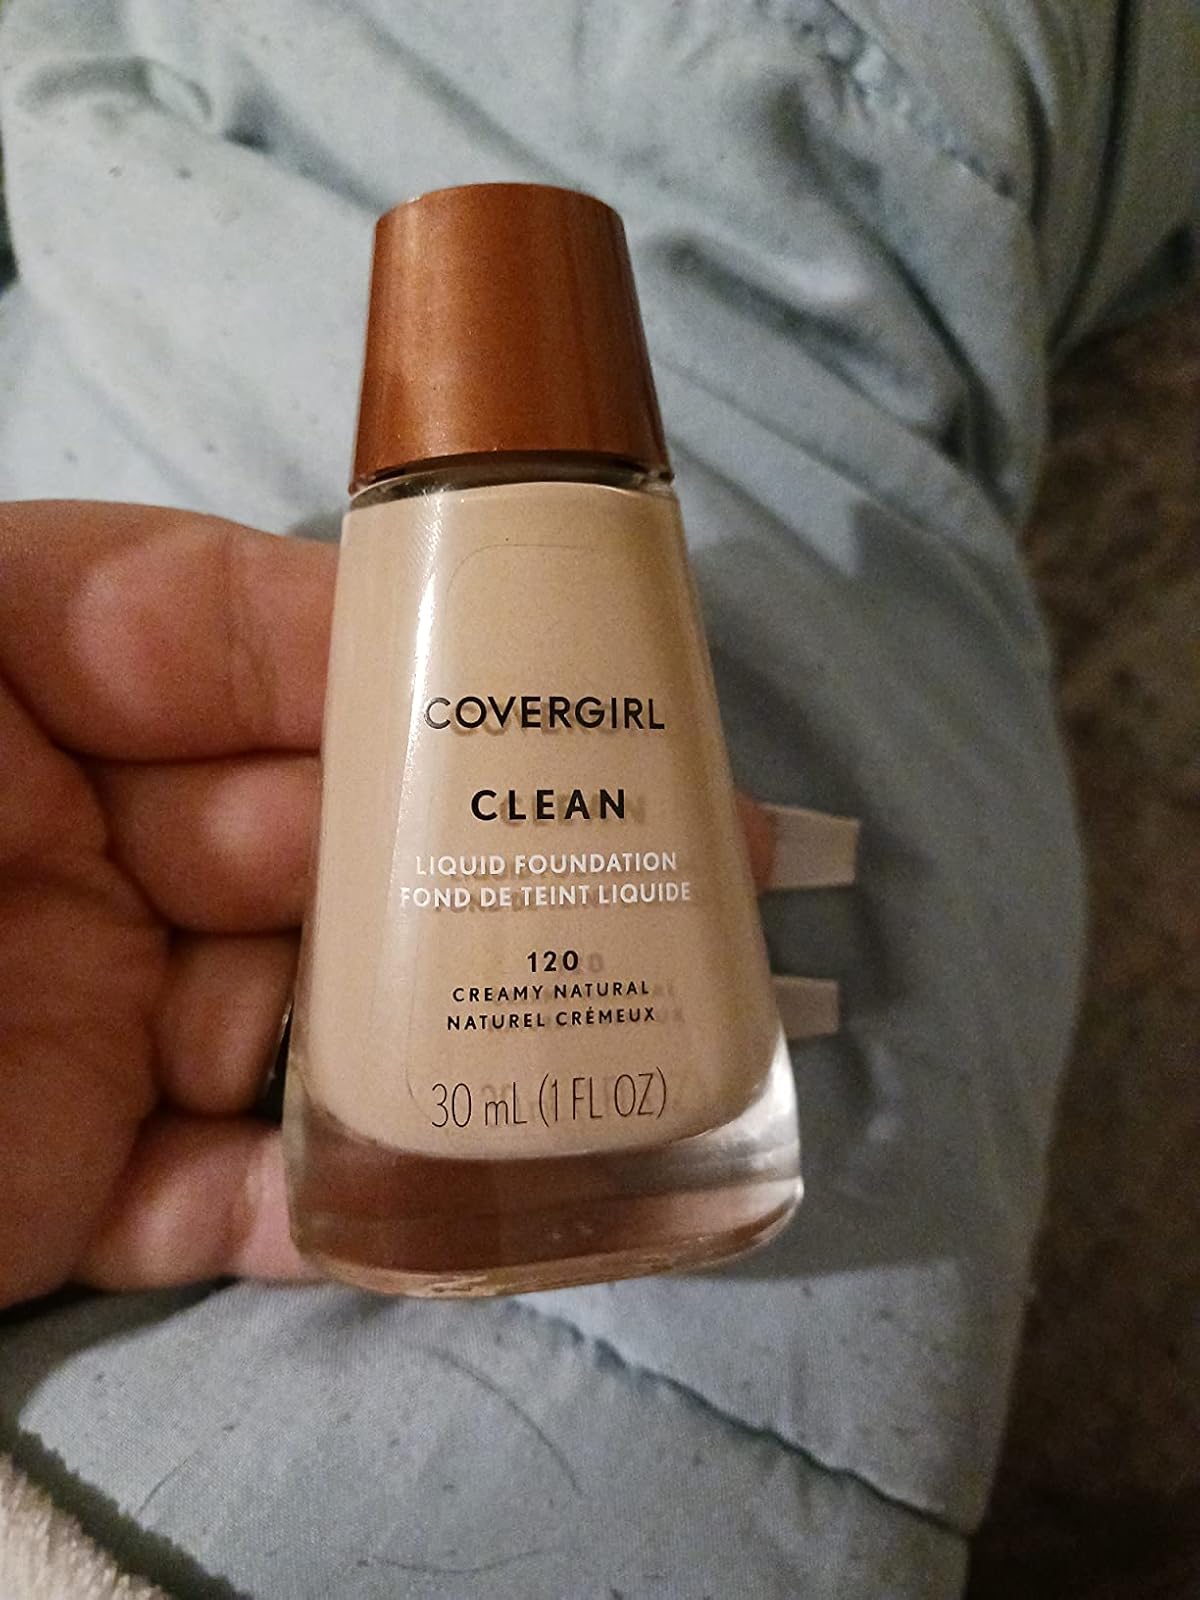 COVERGIRL
CLEAN
LIQUID FOUNDATION
FOND DE TEINT LIQUIDE
120
CREAMY NATURAL
NATUREL CRÉMEUX
30 mL (1 FL OZ)